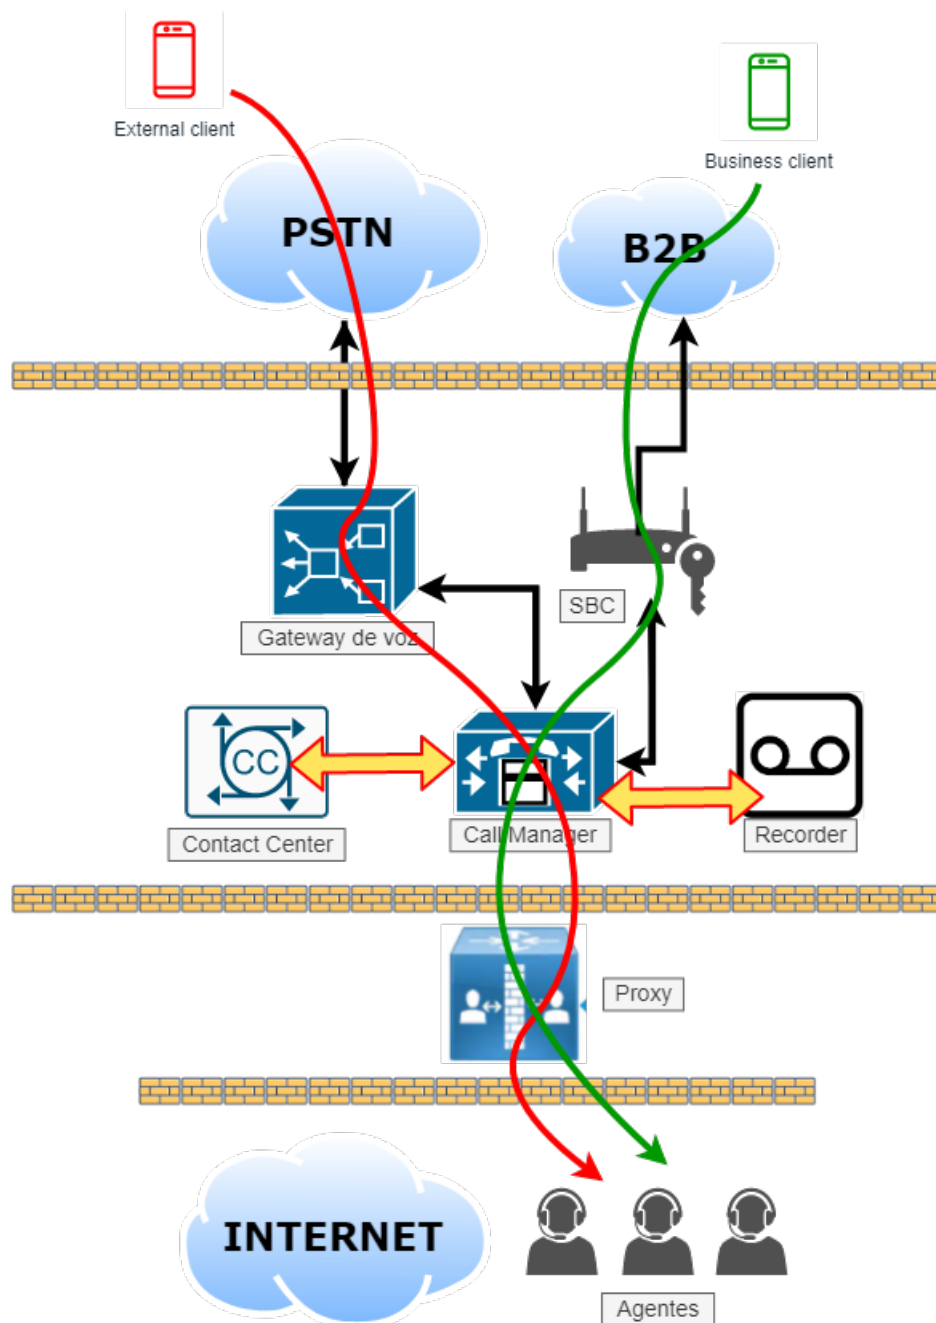 External client
Business client
PSTN
B2B
SBC
Gateway de voz
CC
Contact Center
Call Manager
Recorder
Proxy
INTERNET
Agentes